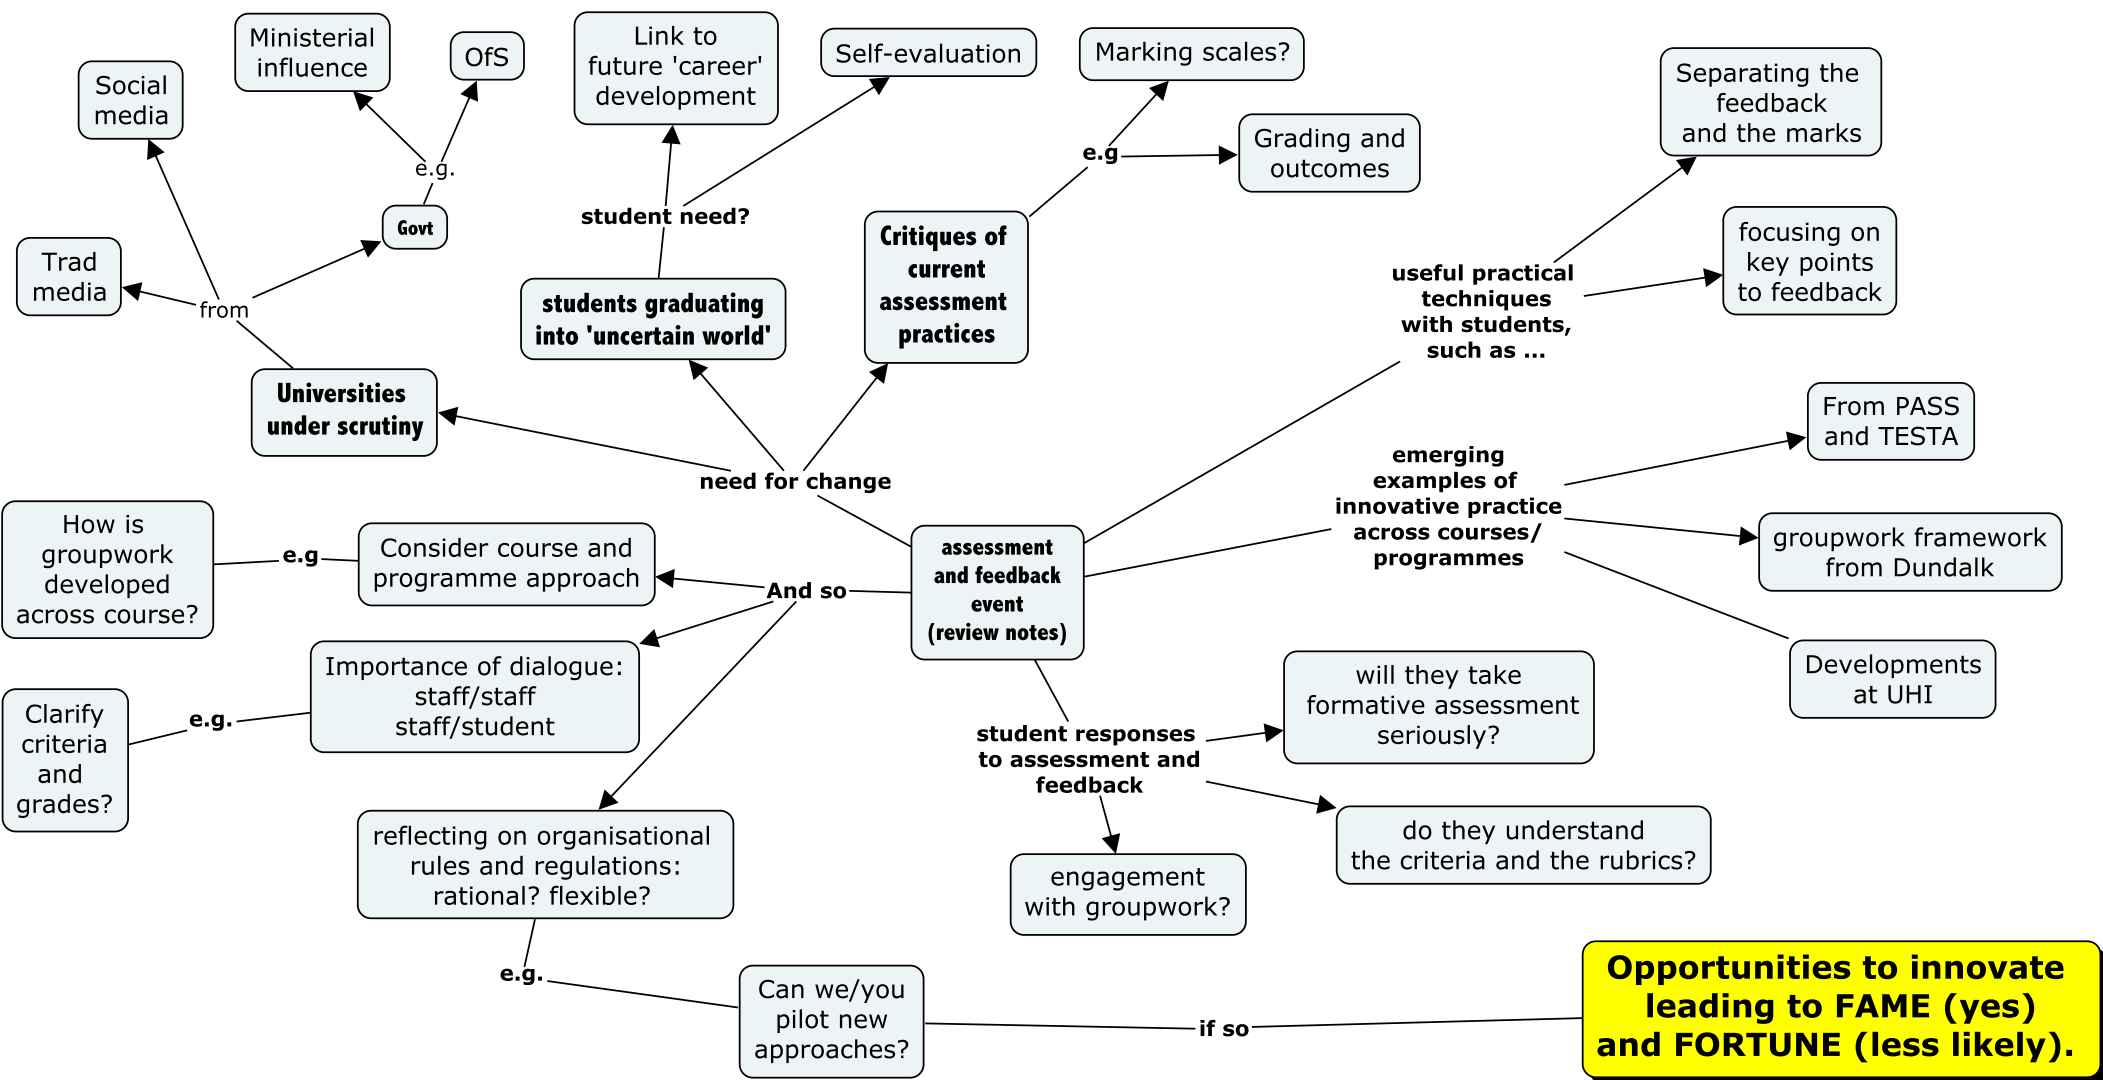 Ministerial
influence
OfS
Link to
future 'career'
development
Self-evaluation
Marking scales?
Social
media
Separating the
feedback
and the marks
Grading and
outcomes
e.g
e.g.
student need?
Govt
Critiques of
current
assessment
practices
focusing on
key points
to feedback
Trad
media
from
students graduating
into 'uncertain world'
useful practical
techniques
with students,
such as ...
Universities
under scrutiny
need for change
From PASS
and TESTA
emerging
examples of
innovative practice
across courses/
programmes
How is
groupwork
developed
across course?
e.g
Consider course and
programme approach
And so
assessment
and feedback
event
(review notes)
groupwork framework
from Dundalk
Developments
at UHI
Importance of dialogue:
staff/staff
staff/student
e.g.
Clarify
criteria
and
grades?
will they take
formative assessment
seriously?
student responses
to assessment and
feedback
do they understand
the criteria and the rubrics?
engagement
with groupwork?
reflecting on organisational
rules and regulations:
rational? flexible?
e.g.
Can we/you
pilot new
approaches?
if so
Opportunities to innovate
leading to FAME (yes)
and FORTUNE (less likely).